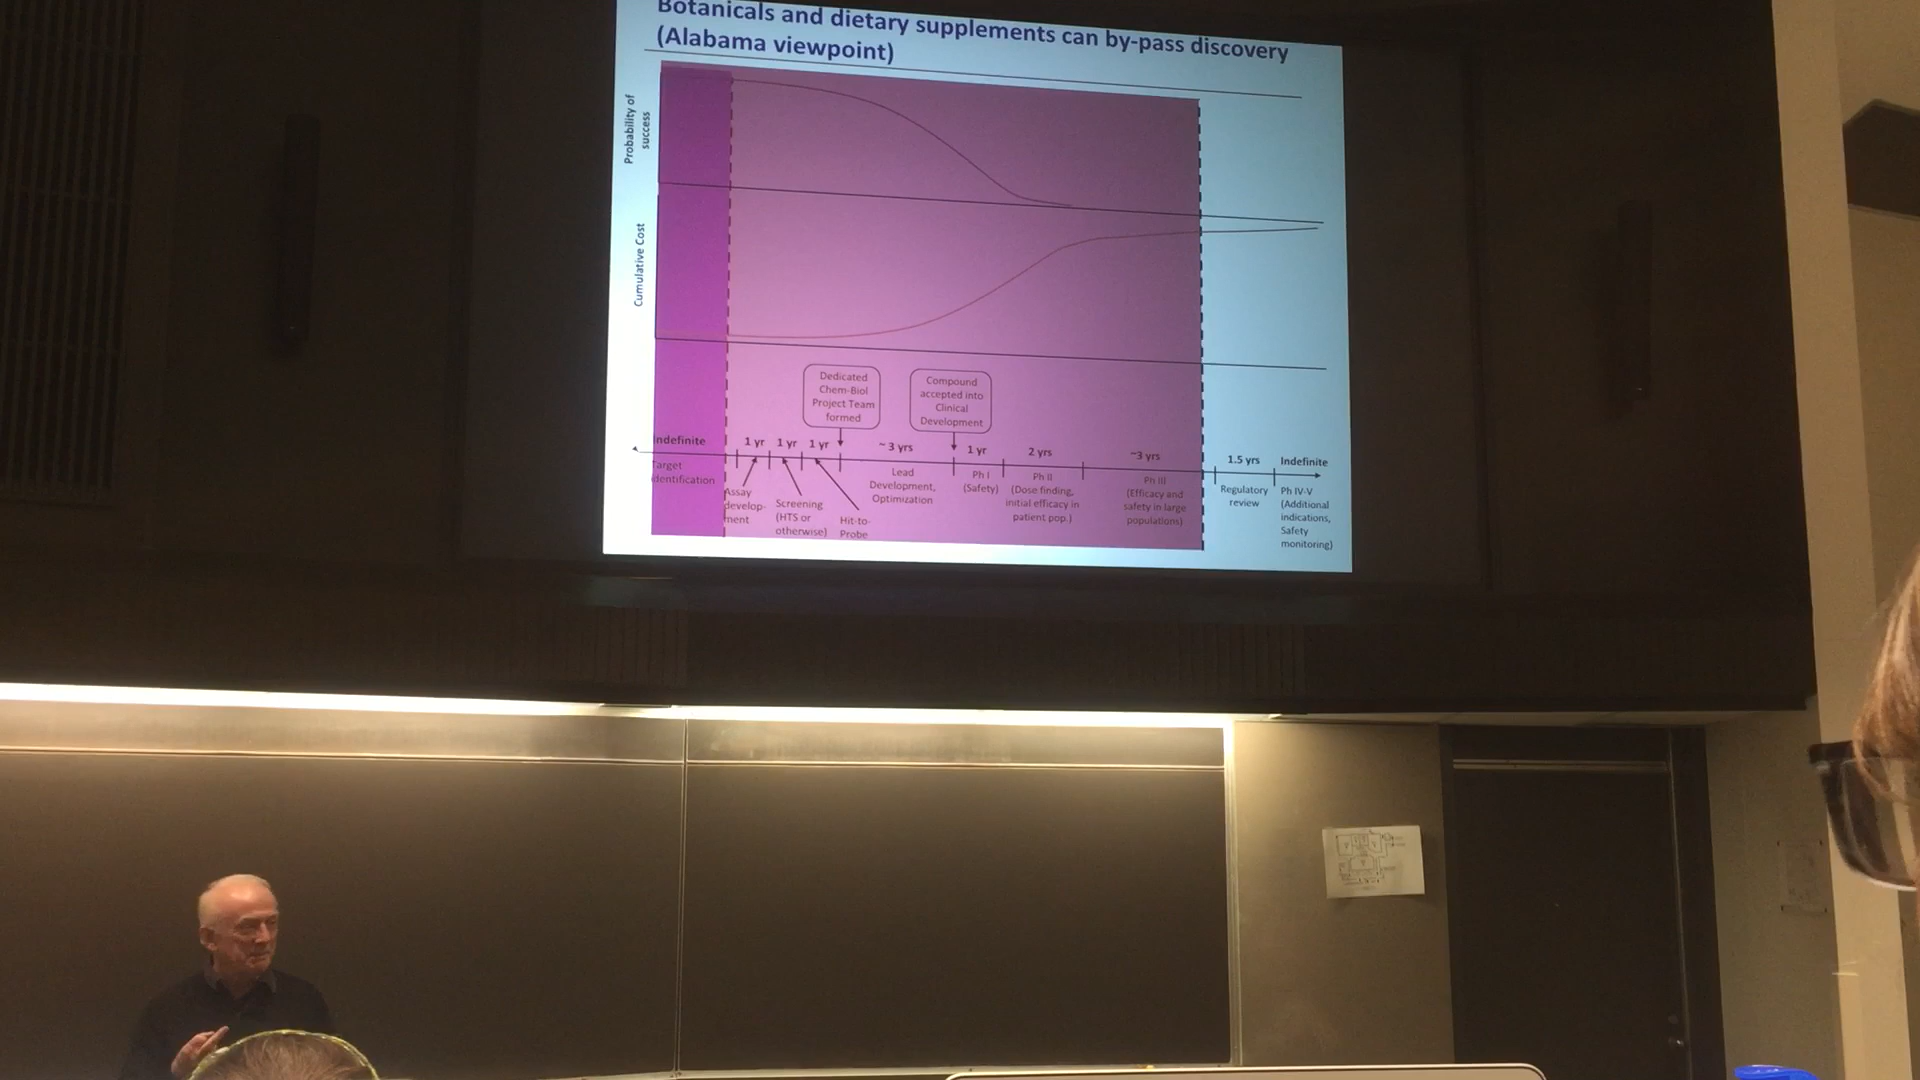 Botanicals and dietary supplements can by-pass discovery
(Alabama viewpoint)
Probability of
success
Cumulative Cost
Dedicated
Chem-Biol
Project Team
formed
Compound
accepted into
Clinical
Development
Indefinite
1 yr
1 yr
1 yr
~ 3 yrs
1 yr
2 yrs
~3 yrs
1.5 yrs
Indefinite
Target
identification
Assay
develop-
ment
Screening
(HTS or
otherwise)
Hit-to-
Probe
Lead
Development,
Optimization
Ph I
(Safety)
Ph II
(Dose finding,
initial efficacy in
patient pop.)
Ph III
(Efficacy and
safety in large
populations)
Regulatory
review
Ph IV-V
(Additional
indications,
Safety
monitoring)